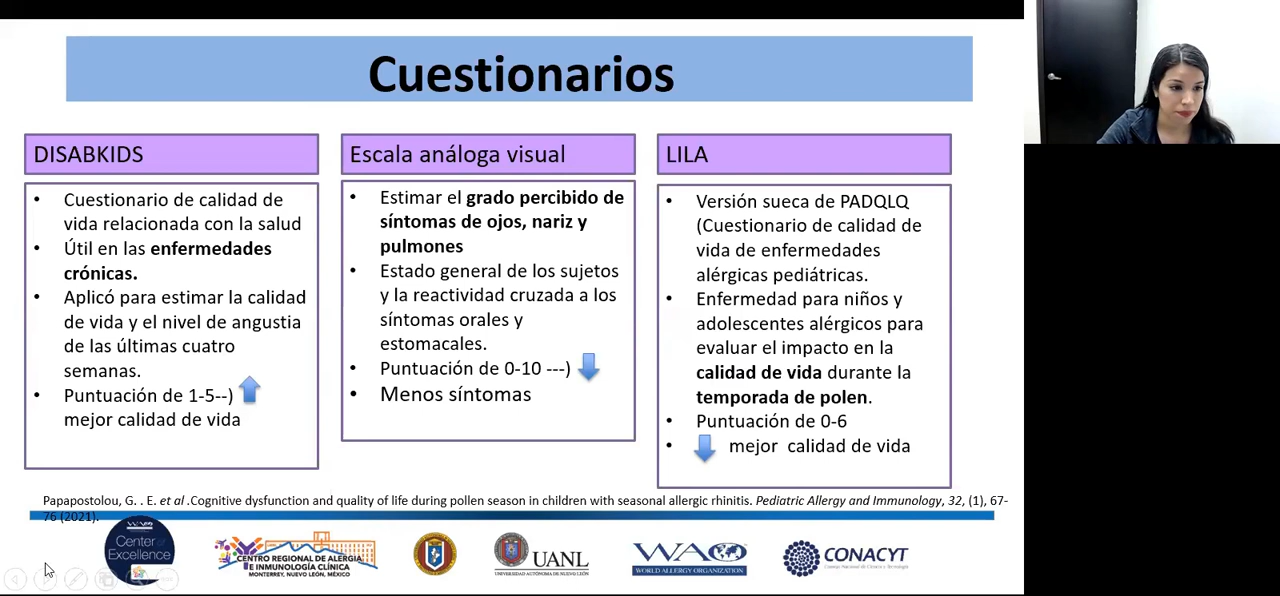 Cuestionarios
DISABKIDS
• Cuestionario de calidad de
vida relacionada con la salud
• Útil en las enfermedades
crónicas.
• Aplicó para estimar la calidad
de vida y el nivel de angustia
de las últimas cuatro
semanas.
• Puntuación de 1-5--)
mejor calidad de vida
Escala análoga visual
• Estimar el grado percibido de
síntomas de ojos, nariz y
pulmones
• Estado general de los sujetos
y la reactividad cruzada a los
síntomas orales y
estomacales.
• Puntuación de 0-10 ---)
• Menos síntomas
LILA
• Versión sueca de PADQLQ
(Cuestionario de calidad de
vida de enfermedades
alérgicas pediátricas.
• Enfermedad para niños y
adolescentes alérgicos para
evaluar el impacto en la
calidad de vida durante la
temporada de polen.
• Puntuación de 0-6
• mejor calidad de vida
Papapostolou, G. . E. et al .Cognitive dysfunction and quality of life during pollen season in children with seasonal allergic rhinitis. Pediatric Allergy and Immunology, 32, (1), 67-
76 (2021).
Center
Excellence
CENTRO REGIONAL DE ALERGIA
E INMUNOLOGÍA CLÍNICA
MONTERREY, NUEVO LEÓN, MÉXICO
UANL
UNIVERSIDAD AUTÓNOMA DE NUEVO LEÓN
WAO
WORLD ALLERGY ORGANIZATION
CONACYT
Consejo Nacional de Ciencia y Tecnología